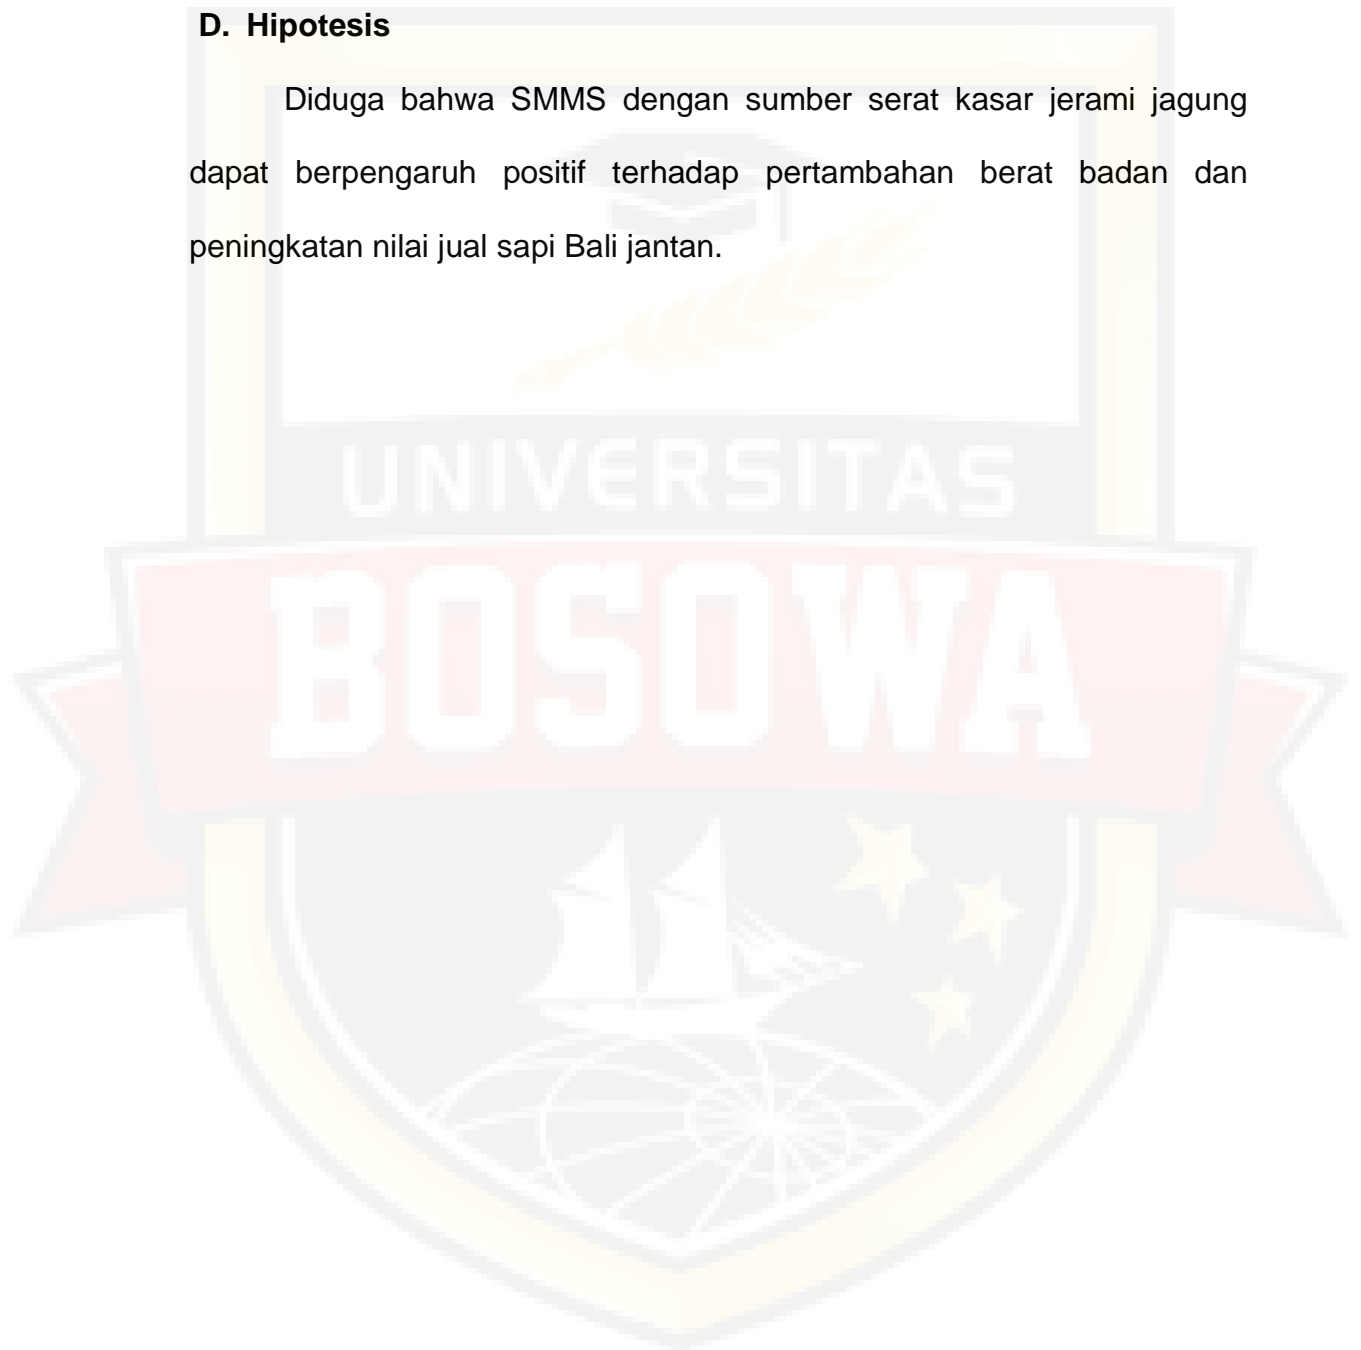 D. Hipotesis
Diduga bahwa SMMS dengan sumber serat kasar jerami jagung
dapat berpengaruh positif terhadap pertambahan berat badan dan
peningkatan nilai jual sapi Bali jantan.
UNIVERSITAS
BOSOWA